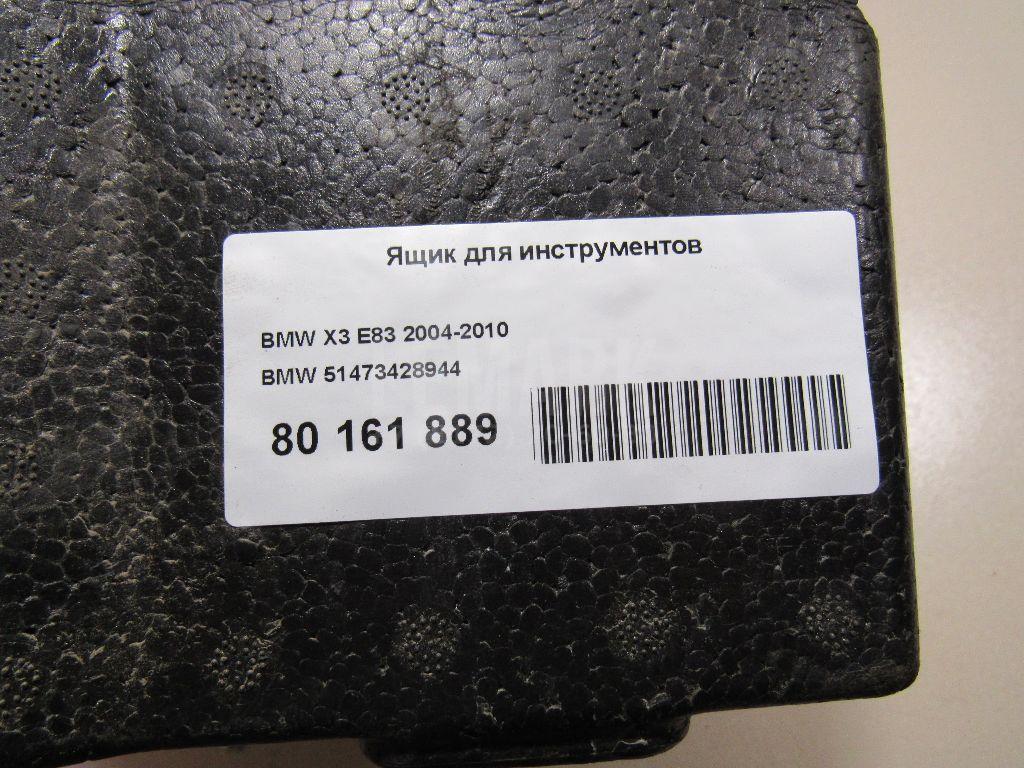 Ящик для инструментов
BMW X3 E83 2004-2010
BMW 51473428944
80 161 889